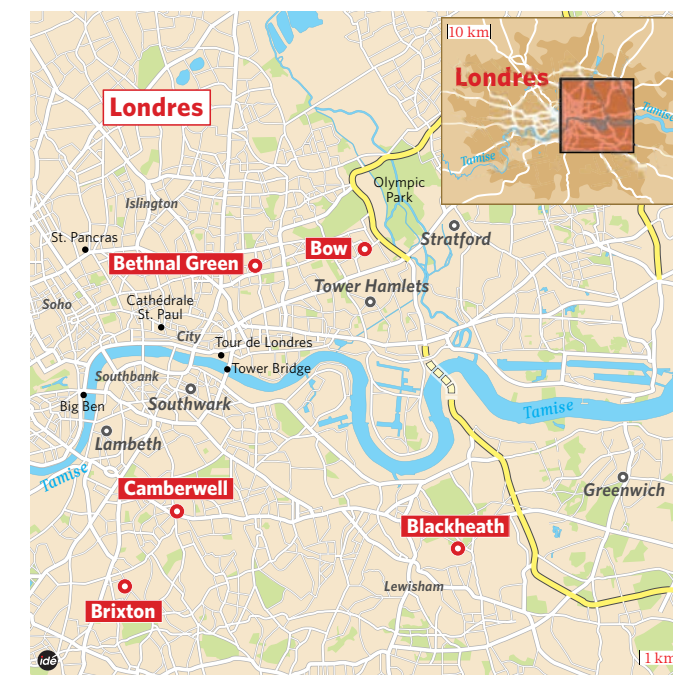 10 km
Londres
Tamise
Tamise
Londres
Olympic
Park
Islington
St. Pancras
Stratford
Bow
Bethnal Green
Tower Hamlets
Soho
Cathédrale
St. Paul
City
Tour de Londres
Tower Bridge
Southbank
Big Ben
Southwark
Tamise
Lambeth
Tamise
Camberwell
Greenwich
Blackheath
Lewisham
Brixton
idé
1 km